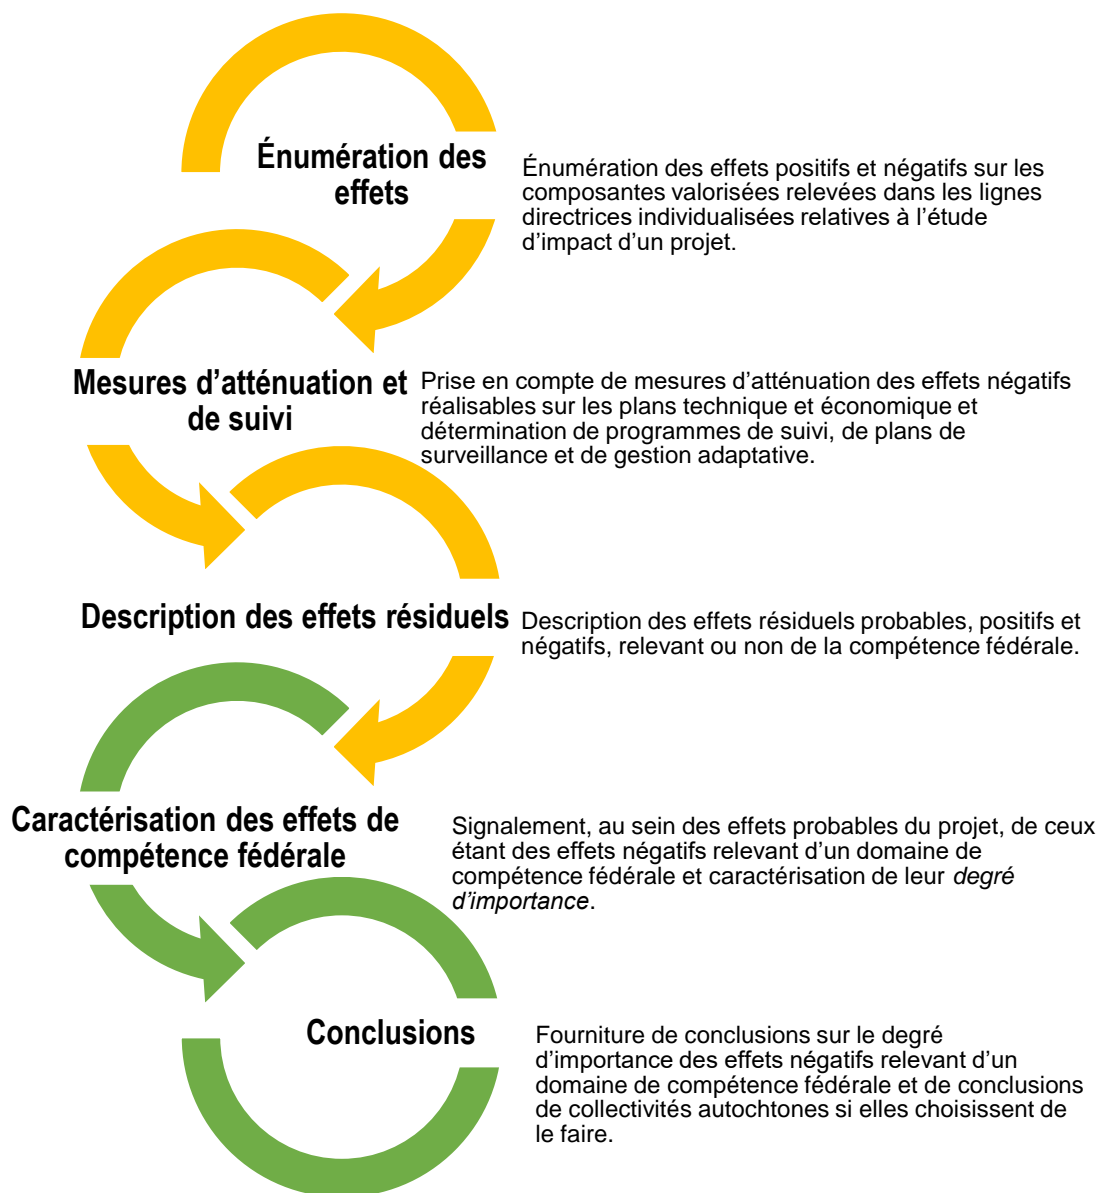 Énumération des
effets
Énumération des effets positifs et négatifs sur les
composantes valorisées relevées dans les lignes
directrices individualisées relatives à l’étude
d’impact d’un projet.
Mesures d’atténuation et
de suivi
Prise en compte de mesures d’atténuation des effets négatifs
réalisables sur les plans technique et économique et
détermination de programmes de suivi, de plans de
surveillance et de gestion adaptative.
Description des effets résiduels
Description des effets résiduels probables, positifs et
négatifs, relevant ou non de la compétence fédérale.
Caractérisation des effets de
compétence fédérale
Signalement, au sein des effets probables du projet, de ceux
étant des effets négatifs relevant d’un domaine de
compétence fédérale et caractérisation de leur degré
d’importance.
Conclusions
Fourniture de conclusions sur le degré
d’importance des effets négatifs relevant d’un
domaine de compétence fédérale et de conclusions
de collectivités autochtones si elles choisissent de
le faire.